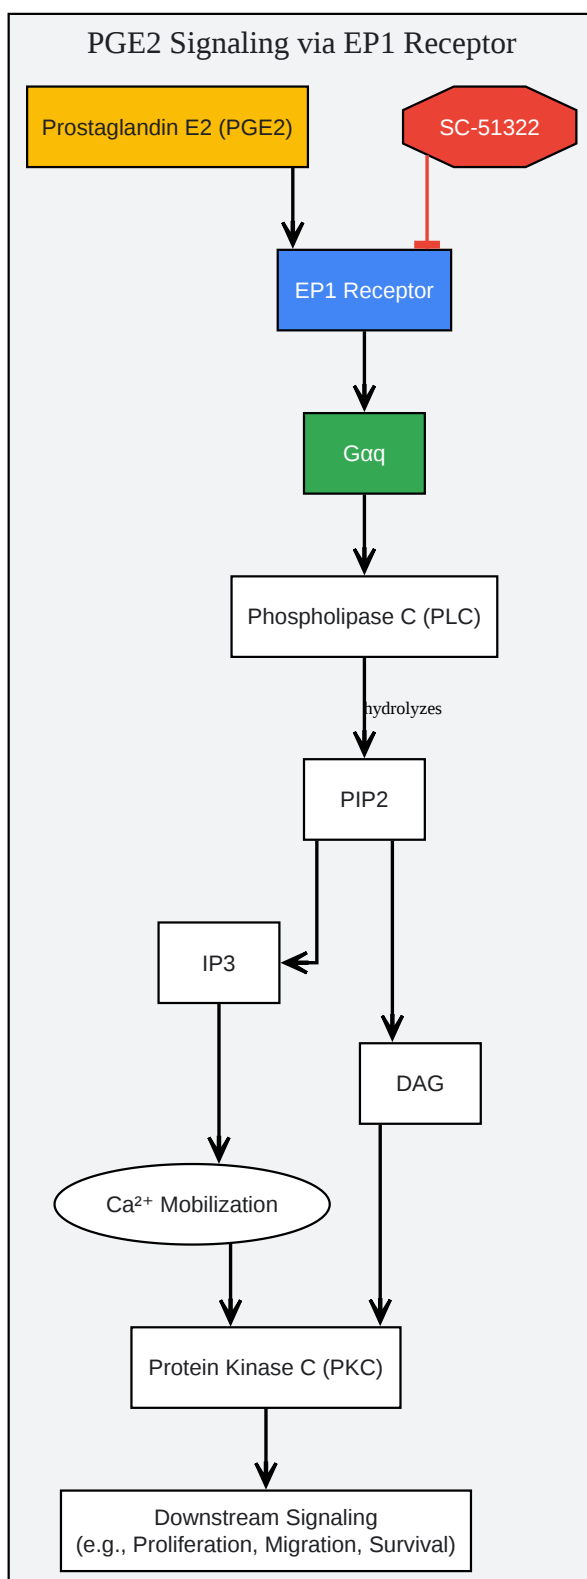 PGE2 Signaling via EP1 Receptor
Prostaglandin E2 (PGE2)
SC-51322
EP1 Receptor
Gαq
Phospholipase C (PLC)
hydrolyzes
PIP2
IP3
DAG
Ca²⁺ Mobilization
Protein Kinase C (PKC)
Downstream Signaling
(e.g., Proliferation, Migration, Survival)